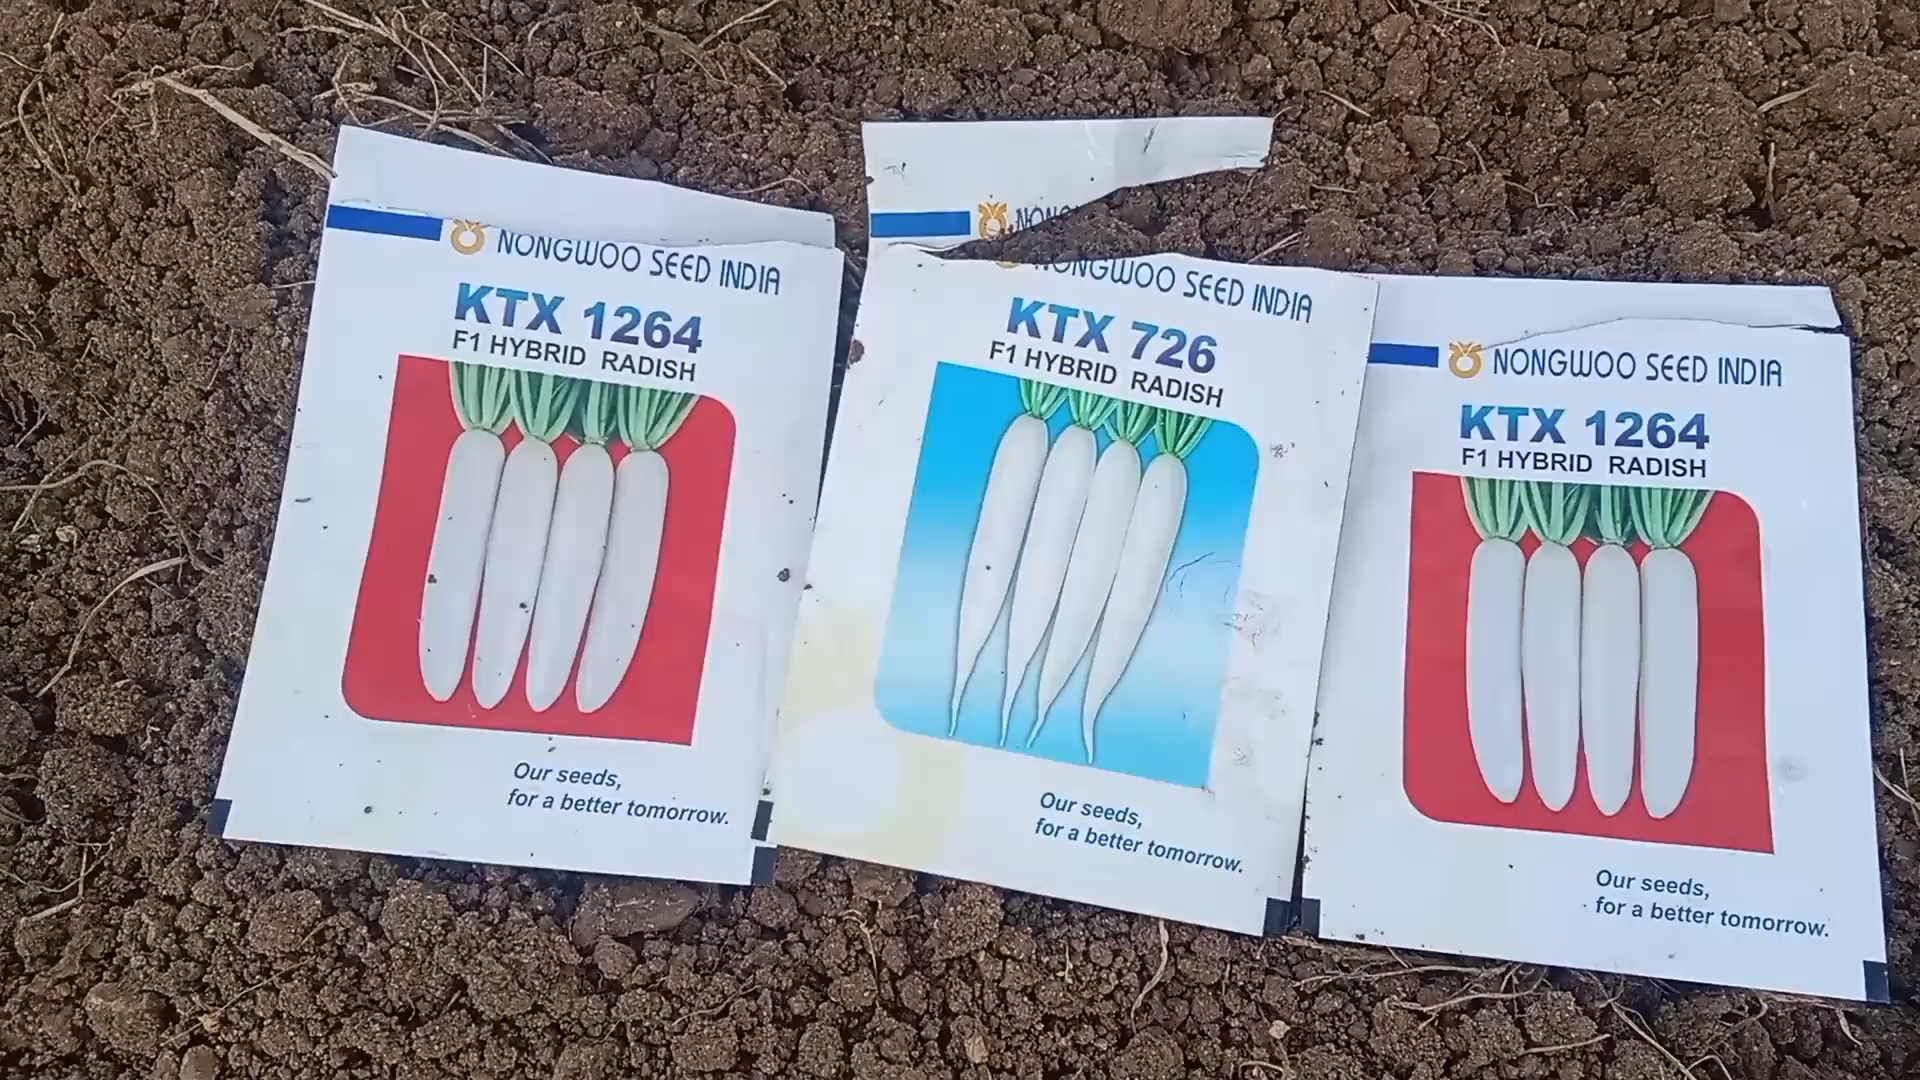 NONGWOO SEED INDIA
KTX 1264
F1 HYBRID RADISH
Our seeds,
for a better tomorrow.
NONGWOO SEED INDIA
KTX 726
F1 HYBRID RADISH
Our seeds,
for a better tomorrow.
NONGWOO SEED INDIA
KTX 1264
F1 HYBRID RADISH
Our seeds,
for a better tomorrow.